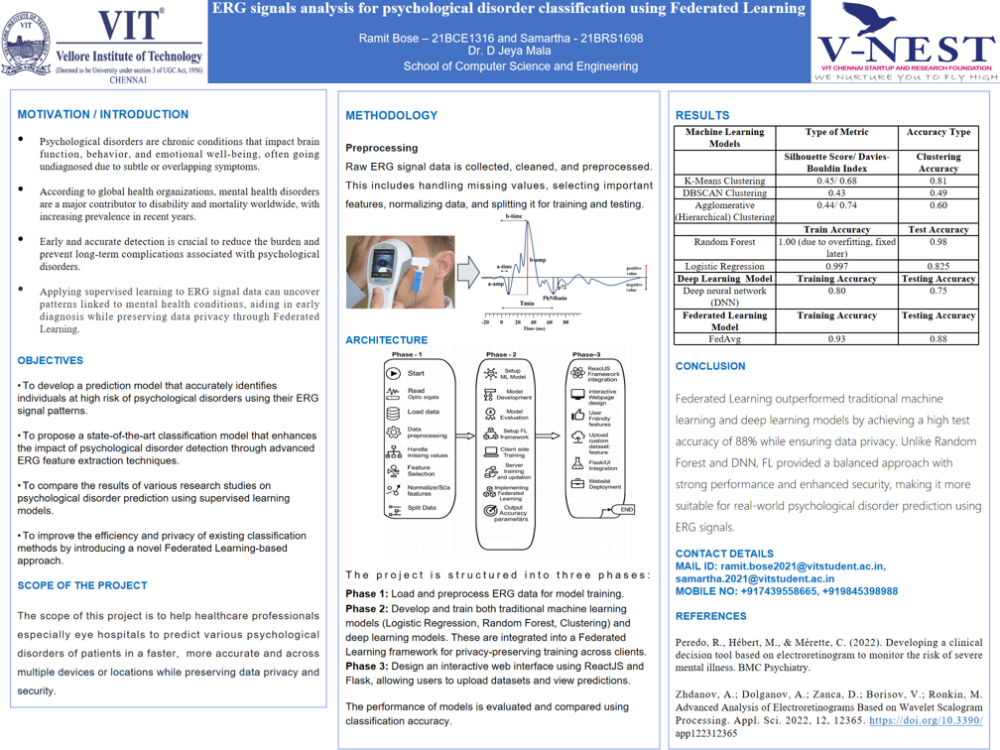 VIT®
Vellore Institute of Technology
(Deemed to be University under section 3 of UGC Act, 1956)
CHENNAI
ERG signals analysis for psychological disorder classification using Federated Learning
Ramit Bose – 21BCE1316 and Samartha - 21BRS1698
Dr. D Jeya Mala
School of Computer Science and Engineering
V-NEST
VIT CHENNAI STARTUP AND RESEARCH FOUNDATION
WE NURTURE YOU TO FLY HIGH
MOTIVATION / INTRODUCTION
• Psychological disorders are chronic conditions that impact brain
function, behavior, and emotional well-being, often going
undiagnosed due to subtle or overlapping symptoms.
• According to global health organizations, mental health disorders
are a major contributor to disability and mortality worldwide, with
increasing prevalence in recent years.
• Early and accurate detection is crucial to reduce the burden and
prevent long-term complications associated with psychological
disorders.
• Applying supervised learning to ERG signal data can uncover
patterns linked to mental health conditions, aiding in early
diagnosis while preserving data privacy through Federated
Learning.
OBJECTIVES
• To develop a prediction model that accurately identifies
individuals at high risk of psychological disorders using their ERG
signal patterns.
• To propose a state-of-the-art classification model that enhances
the impact of psychological disorder detection through advanced
ERG feature extraction techniques.
• To compare the results of various research studies on
psychological disorder prediction using supervised learning
models.
• To improve the efficiency and privacy of existing classification
methods by introducing a novel Federated Learning-based
approach.
SCOPE OF THE PROJECT
The scope of this project is to help healthcare professionals
especially eye hospitals to predict various psychological
disorders of patients in a faster, more accurate and across
multiple devices or locations while preserving data privacy and
security.
METHODOLOGY
Preprocessing
Raw ERG signal data is collected, cleaned, and preprocessed.
This includes handling missing values, selecting important
features, normalizing data, and splitting it for training and testing.
b-time
a-time
b-amp
a-amp
p72
PhNRmin
Tmin
positive
value
negative
value
-20 0 20 40 60 80
Time (ms)
ARCHITECTURE
Phase - 1
Start
Read
Optic sigals
Load data
Data
preprocessing
Handle
missing values
Feature
Selection
Normalize/Sca
features
Split Data
Phase - 2
Setup
ML Model
Model
Development
Model
Evaluation
Setup FL
framework
Client side
Training
Server
training
and updation
Implementing
Federated
Learning
Output
Accuracy
parameters
Phase-3
ReactJS
Framework
integration
interactive
Webpage
design
User
Friendly
features
Upload
custom
dataset
feature
Flask/UI
Integration
Website
Deployment
END
The project is structured into three phases:
Phase 1: Load and preprocess ERG data for model training.
Phase 2: Develop and train both traditional machine learning
models (Logistic Regression, Random Forest, Clustering) and
deep learning models. These are integrated into a Federated
Learning framework for privacy-preserving training across clients.
Phase 3: Design an interactive web interface using ReactJS and
Flask, allowing users to upload datasets and view predictions.
The performance of models is evaluated and compared using
classification accuracy.
RESULTS
Machine Learning Models Type of Metric Accuracy Type
Silhouette Score/ Davies-Bouldin Index Clustering Accuracy
K-Means Clustering 0.45/ 0.68 0.81
DBSCAN Clustering 0.43 0.49
Agglomerative (Hierarchical) Clustering 0.44/ 0.74 0.60
Train Accuracy Test Accuracy
Random Forest 1.00 (due to overfitting, fixed later) 0.98
Logistic Regression 0.997 0.825
Deep Learning Model Training Accuracy Testing Accuracy
Deep neural network (DNN) 0.80 0.75
Federated Learning Model Training Accuracy Testing Accuracy
FedAvg 0.93 0.88
CONCLUSION
Federated Learning outperformed traditional machine
learning and deep learning models by achieving a high test
accuracy of 88% while ensuring data privacy. Unlike Random
Forest and DNN, FL provided a balanced approach with
strong performance and enhanced security, making it more
suitable for real-world psychological disorder prediction using
ERG signals.
CONTACT DETAILS
MAIL ID: ramit.bose2021@vitstudent.ac.in,
samartha.2021@vitstudent.ac.in
MOBILE NO: +917439558665, +919845398988
REFERENCES
Peredo, R., Hébert, M., & Mérette, C. (2022). Developing a clinical
decision tool based on electroretinogram to monitor the risk of severe
mental illness. BMC Psychiatry.
Zhdanov, A.; Dolganov, A.; Zanca, D.; Borisov, V.; Ronkin, M.
Advanced Analysis of Electroretinograms Based on Wavelet Scalogram
Processing. Appl. Sci. 2022, 12, 12365. https://doi.org/10.3390/
app122312365